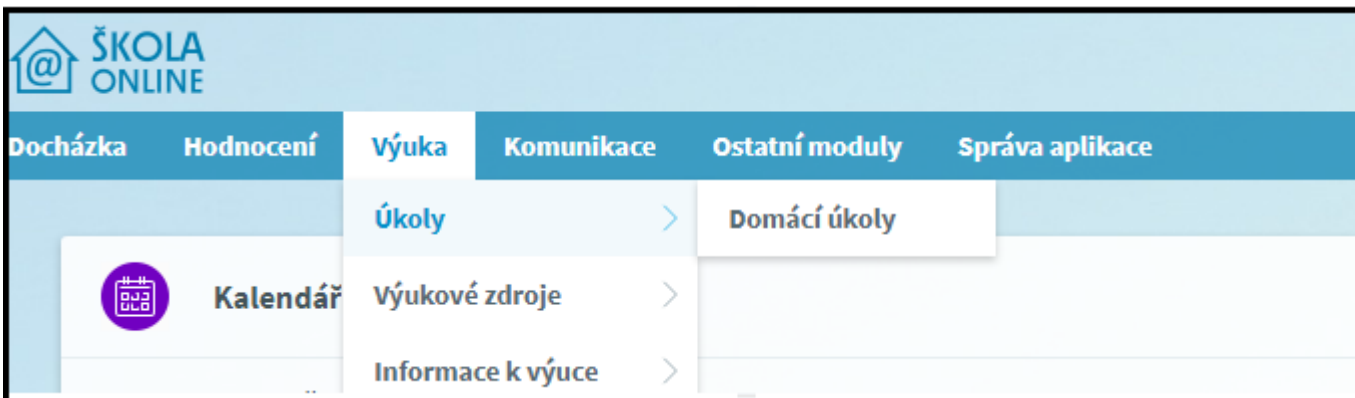 ŠKOLA
ONLINE
Docházka Hodnocení Výuka Komunikace Ostatní moduly Správa aplikace
Úkoly Domácí úkoly
Kalendář Výukové zdroje
Informace k výuce